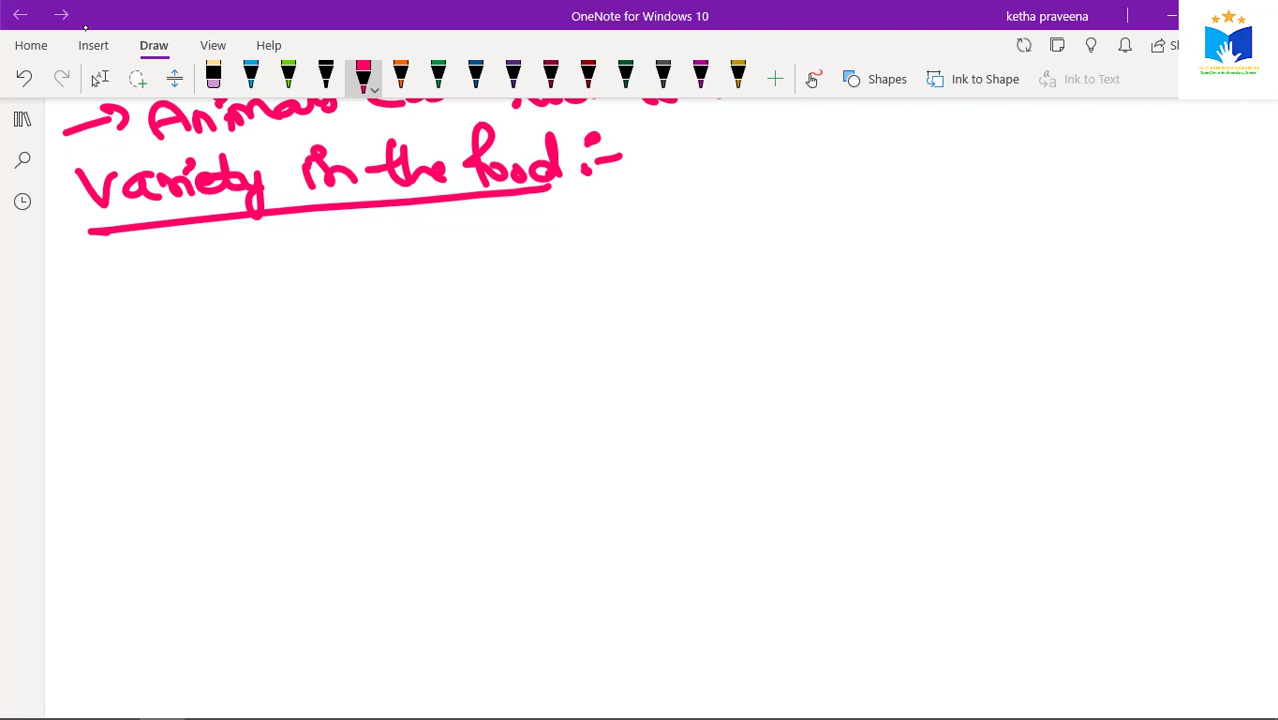 OneNote for Windows 10
ketha praveena
Home Insert Draw View Help
Shapes
Ink to Shape
Ink to Text
→ Animals
Variety in the food :-